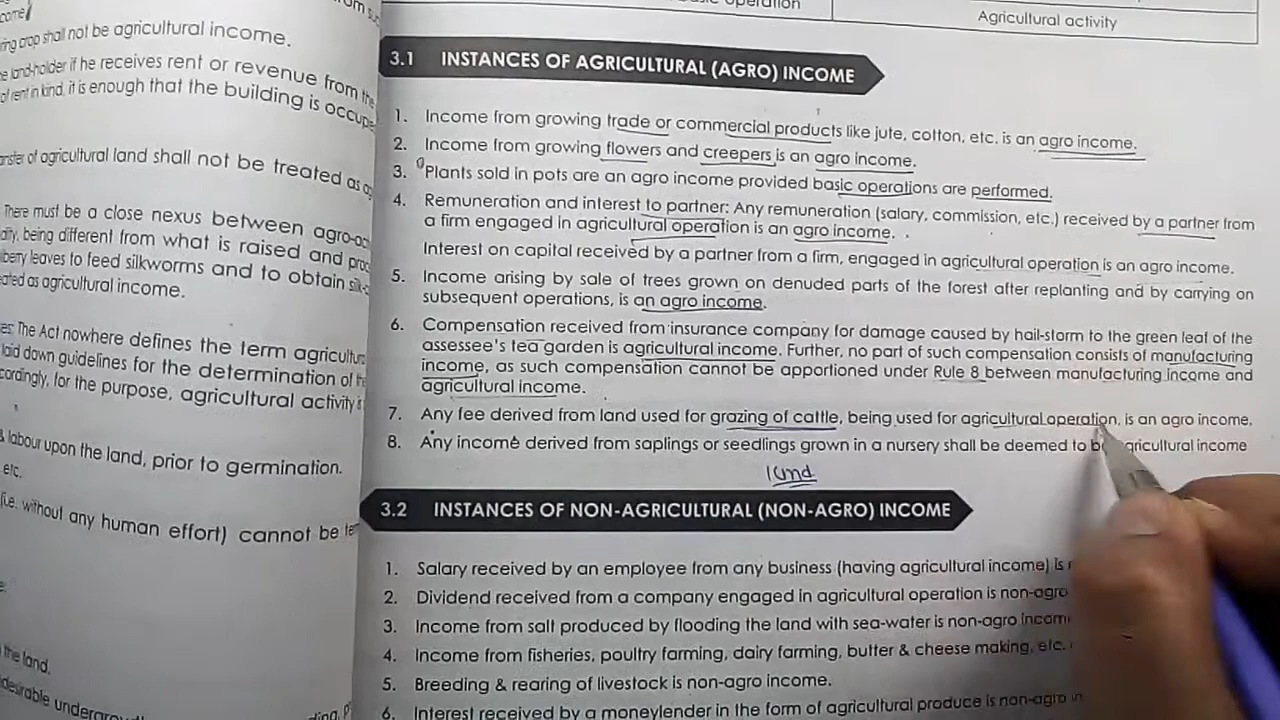 Agricultural activity
crop shall not be agricultural income.
land-holder if he receives rent or revenue from the
of rent in kind, it is enough that the building is occupe
of agricultural land shall not be treated as
There must be a close nexus between
being different from what is raised and
leaves to feed silkworms and to obtain
as agricultural income.
The Act nowhere defines the term
laid down guidelines for the determination of
for the purpose, agricultural activity is
& labour upon the land, prior to germination.
etc.
(i.e. without any human effort) cannot be
the land.
3.1 INSTANCES OF AGRICULTURAL (AGRO) INCOME
1. Income from growing trade or commercial products like jute, cotton, etc. is an agro income.
2. Income from growing flowers and creepers is an agro income.
3. Plants sold in pots are an agro income provided basic operations are performed.
4. Remuneration and interest to partner: Any remuneration (salary, commission, etc.) received by a partner from
a firm engaged in agricultural operation is an agro income.
Interest on capital received by a partner from a firm, engaged in agricultural operation is an agro income.
5. Income arising by sale of trees grown on denuded parts of the forest after replanting and by carrying on
subsequent operations, is an agro income.
6. Compensation received from insurance company for damage caused by hail-storm to the green leaf of the
assessee's tea garden is agricultural income. Further, no part of such compensation consists of manufacturing
income, as such compensation cannot be apportioned under Rule 8 between manufacturing income and
agricultural income.
7. Any fee derived from land used for grazing of cattle, being used for agricultural operation, is an agro income.
8. Any income derived from saplings or seedlings grown in a nursery shall be deemed to be agricultural income
3.2 INSTANCES OF NON-AGRICULTURAL (NON-AGRO) INCOME
1. Salary received by an employee from any business (having agricultural income) is
2. Dividend received from a company engaged in agricultural operation is non-agro
3. Income from salt produced by flooding the land with sea-water is non-agro
4. Income from fisheries, poultry farming, dairy farming, butter & cheese making, etc.
5. Breeding & rearing of livestock is non-agro income.
6. Interest received by a moneylender in the form of agricultural produce is non-agro